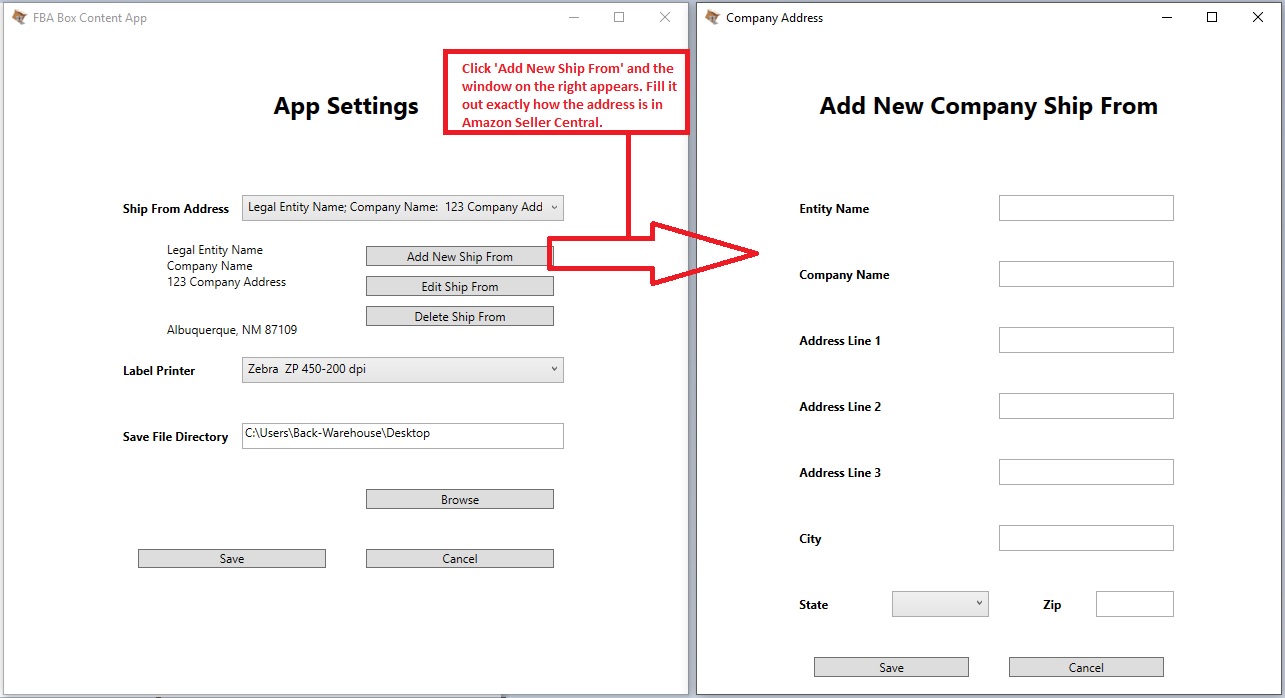 FBA Box Content App
App Settings
Click 'Add New Ship From' and the
window on the right appears. Fill it
out exactly how the address is in
Amazon Seller Central.
Ship From Address
Legal Entity Name; Company Name:  123 Company Add
Legal Entity Name
Company Name
123 Company Address
Albuquerque, NM 87109
Add New Ship From
Edit Ship From
Delete Ship From
Label Printer
Zebra  ZP 450-200 dpi
Save File Directory
C:\Users\Back-Warehouse\Desktop
Browse
Save
Cancel
Company Address
Add New Company Ship From
Entity Name
Company Name
Address Line 1
Address Line 2
Address Line 3
City
State
Zip
Save
Cancel